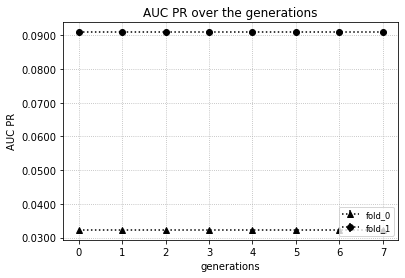 AUC PR over the generations
0.0900
0.0800
0.0700
0.0600
0.0500
0.0400
0.0300
AUC PR
fold_0
fold_1
0 1 2 3 4 5 6 7
generations